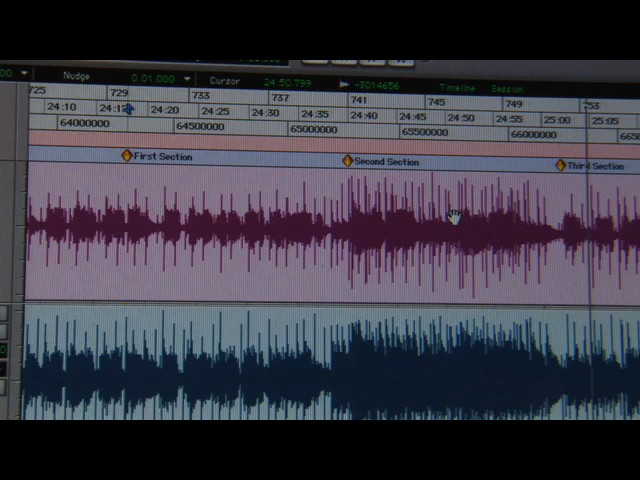 00 Nudge 0:01.000 Cursor 24:50.799 -3014656 Timeline Session
725 729 733 737 741 745 749 753
24:10 24:20 24:25 24:30 24:35 24:40 24:45 24:50 24:55 25:00 25:05
64000000 64500000 65000000 65500000 66000000
First Section Second Section Third Section